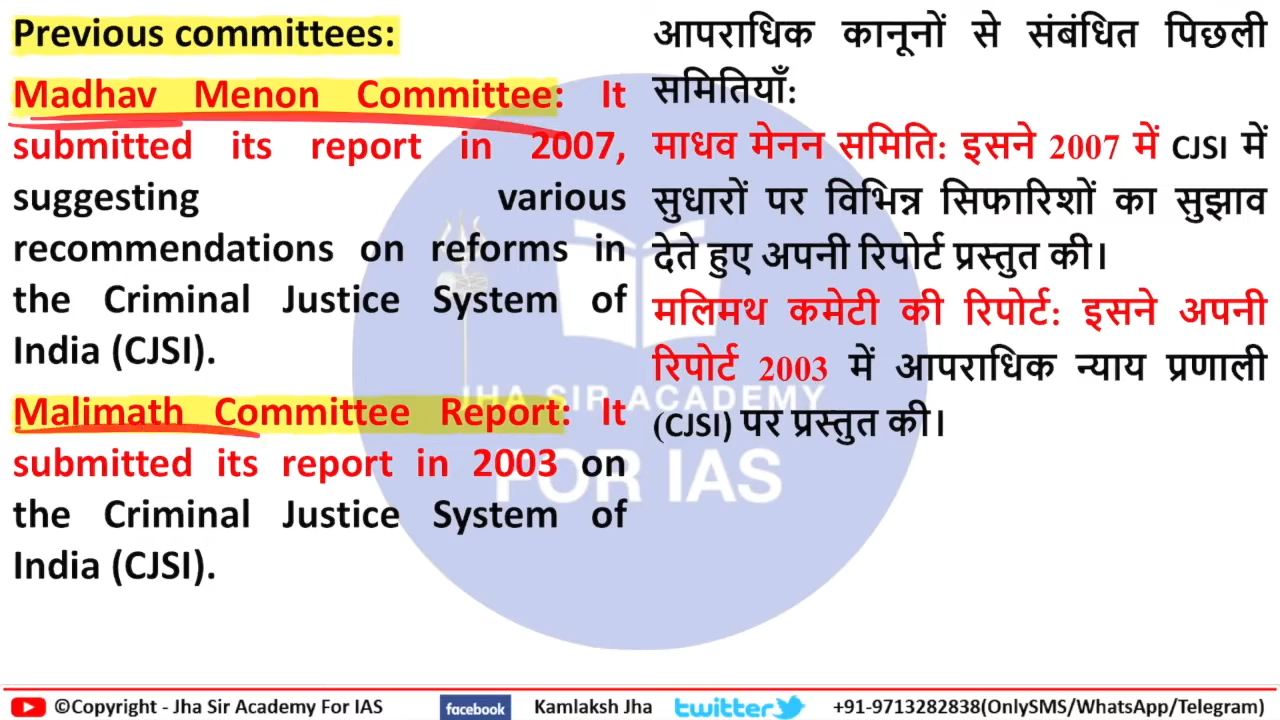 Previous committees:
Madhav Menon Committee: It
submitted its report in 2007,
suggesting various
recommendations on reforms in
the Criminal Justice System of
India (CJSI).
Malimath Committee Report: It
submitted its report in 2003 on
the Criminal Justice System of
India (CJSI).
आपराधिक कानूनों से संबंधित पिछली
समितियाँ:
माधव मेनन समिति: इसने 2007 में CJSI में
सुधारों पर विभिन्न सिफारिशों का सुझाव
देते हुए अपनी रिपोर्ट प्रस्तुत की।
मलिमथ कमेटी की रिपोर्ट: इसने अपनी
रिपोर्ट 2003 में आपराधिक न्याय प्रणाली
(CJSI) पर प्रस्तुत की।
JHA SIR ACADEMY
FOR IAS
©Copyright - Jha Sir Academy For IAS facebook Kamlaksh Jha twitter +91-9713282838(OnlySMS/WhatsApp/Telegram)